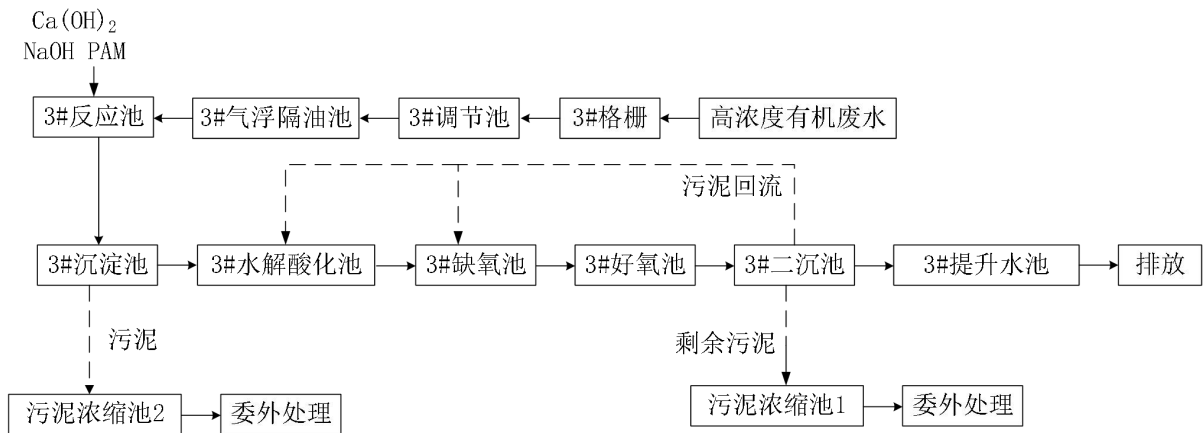 Ca(OH)₂
NaOH PAM
3#反应池
3#气浮隔油池
3#调节池
3#格栅
高浓度有机废水
污泥回流
3#沉淀池
3#水解酸化池
3#缺氧池
3#好氧池
3#二沉池
3#提升水池
排放
污泥
剩余污泥
污泥浓缩池2
委外处理
污泥浓缩池1
委外处理